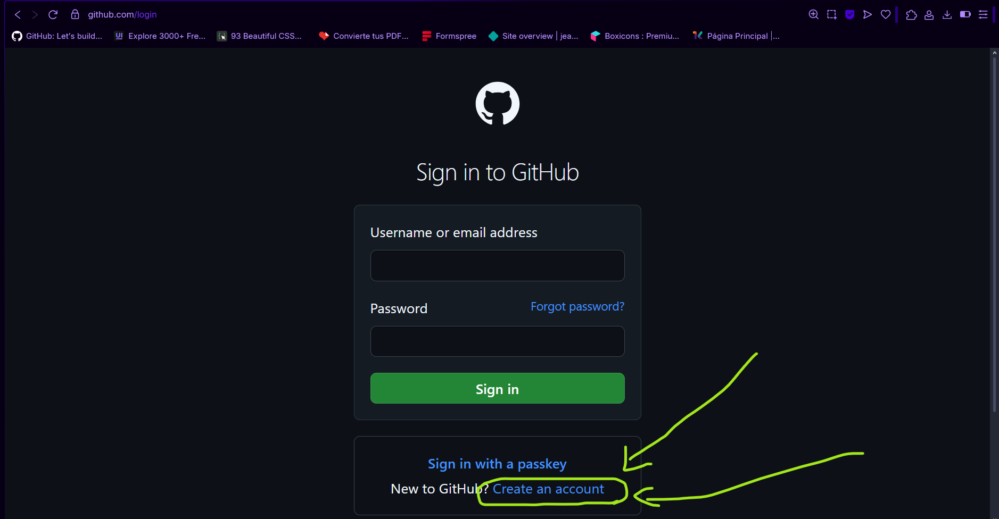 github.com/login
GitHub: Let’s build... UI Explore 3000+ Fre... 93 Beautiful CSS... Convierte tus PDF... Formspree Site overview | jea... Boxicons : Premiu... Página Principal |...
Sign in to GitHub
Username or email address
Password Forgot password?
Sign in
Sign in with a passkey
New to GitHub? Create an account